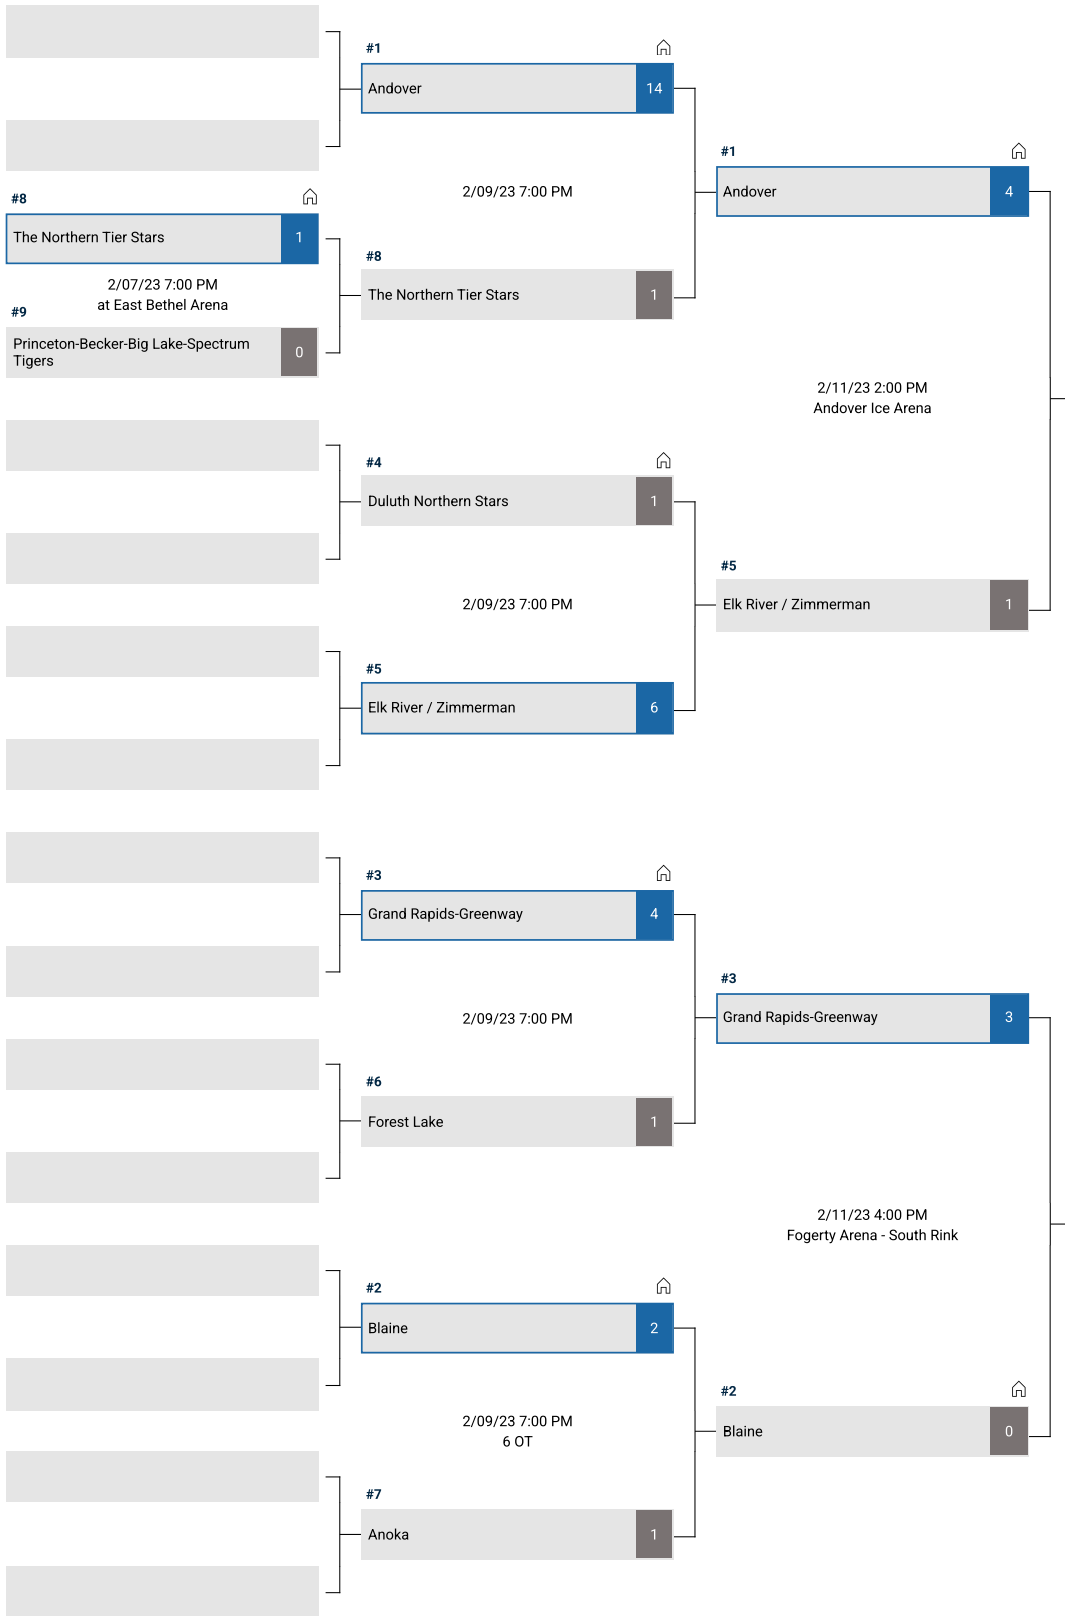 #1
Andover
14
2/09/23 7:00 PM
#8
The Northern Tier Stars
1
#8
The Northern Tier Stars
1
2/07/23 7:00 PM
at East Bethel Arena
#9
Princeton-Becker-Big Lake-Spectrum
Tigers
0
#1
Andover
4
2/11/23 2:00 PM
Andover Ice Arena
#4
Duluth Northern Stars
1
2/09/23 7:00 PM
#5
Elk River / Zimmerman
6
#5
Elk River / Zimmerman
1
#3
Grand Rapids-Greenway
4
2/09/23 7:00 PM
#6
Forest Lake
1
#3
Grand Rapids-Greenway
3
2/11/23 4:00 PM
Fogerty Arena - South Rink
#2
Blaine
2
2/09/23 7:00 PM
6 OT
#7
Anoka
1
#2
Blaine
0